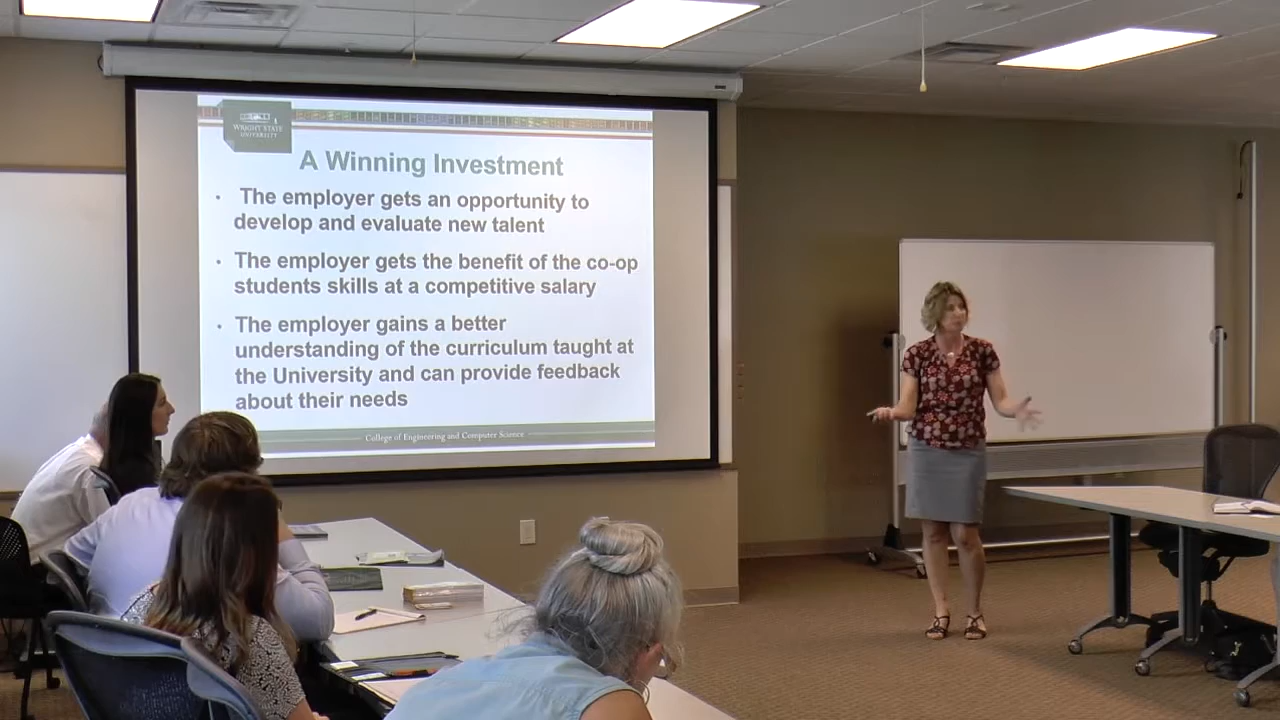 WRIGHT STATE
UNIVERSITY
A Winning Investment
• The employer gets an opportunity to
develop and evaluate new talent
• The employer gets the benefit of the co-op
students skills at a competitive salary
• The employer gains a better
understanding of the curriculum taught at
the University and can provide feedback
about their needs
College of Engineering and Computer Science